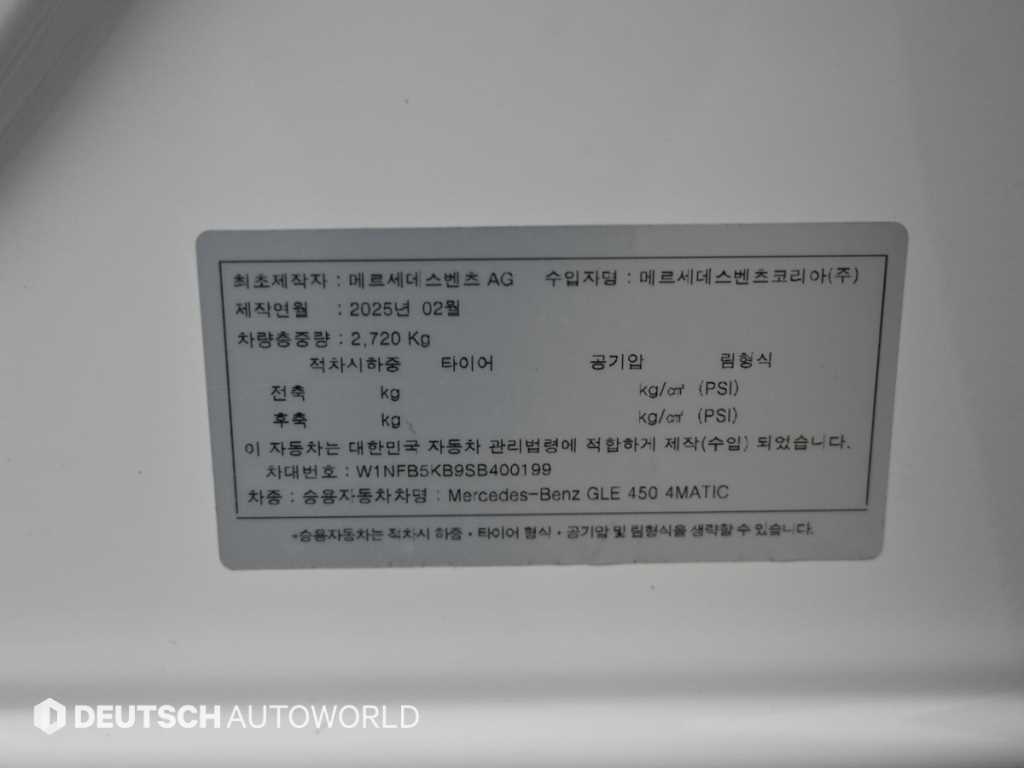 최초제작자 : 메르세데스벤츠 AG 수입자명 : 메르세데스벤츠코리아(주)
제작연월 : 2025년 02월
차량총중량 : 2,720 Kg
적차시하중 타이어 공기압 림형식
전축 kg kg/㎠ (PSI)
후축 kg kg/㎠ (PSI)
이 자동차는 대한민국 자동차 관리법령에 적합하게 제작(수입) 되었습니다.
차대번호 : W1NFB5KB9SB400199
차종 : 승용자동차차명 : Mercedes-Benz GLE 450 4MATIC
*승용자동차는 적차시 하중・타이어 형식・공기압 및 림형식을 생략할 수 있습니다.
DEUTSCH AUTOWORLD